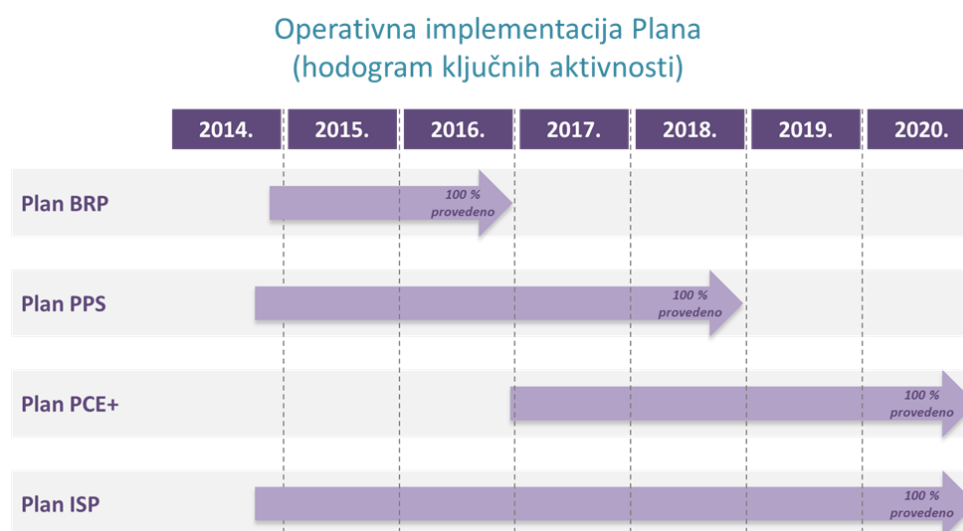 Operativna implementacija Plana
(hodogram ključnih aktivnosti)
2014. 2015. 2016. 2017. 2018. 2019. 2020.
Plan BRP
100 %
provedeno
Plan PPS
100 %
provedeno
Plan PCE+
100 %
provedeno
Plan ISP
100 %
provedeno